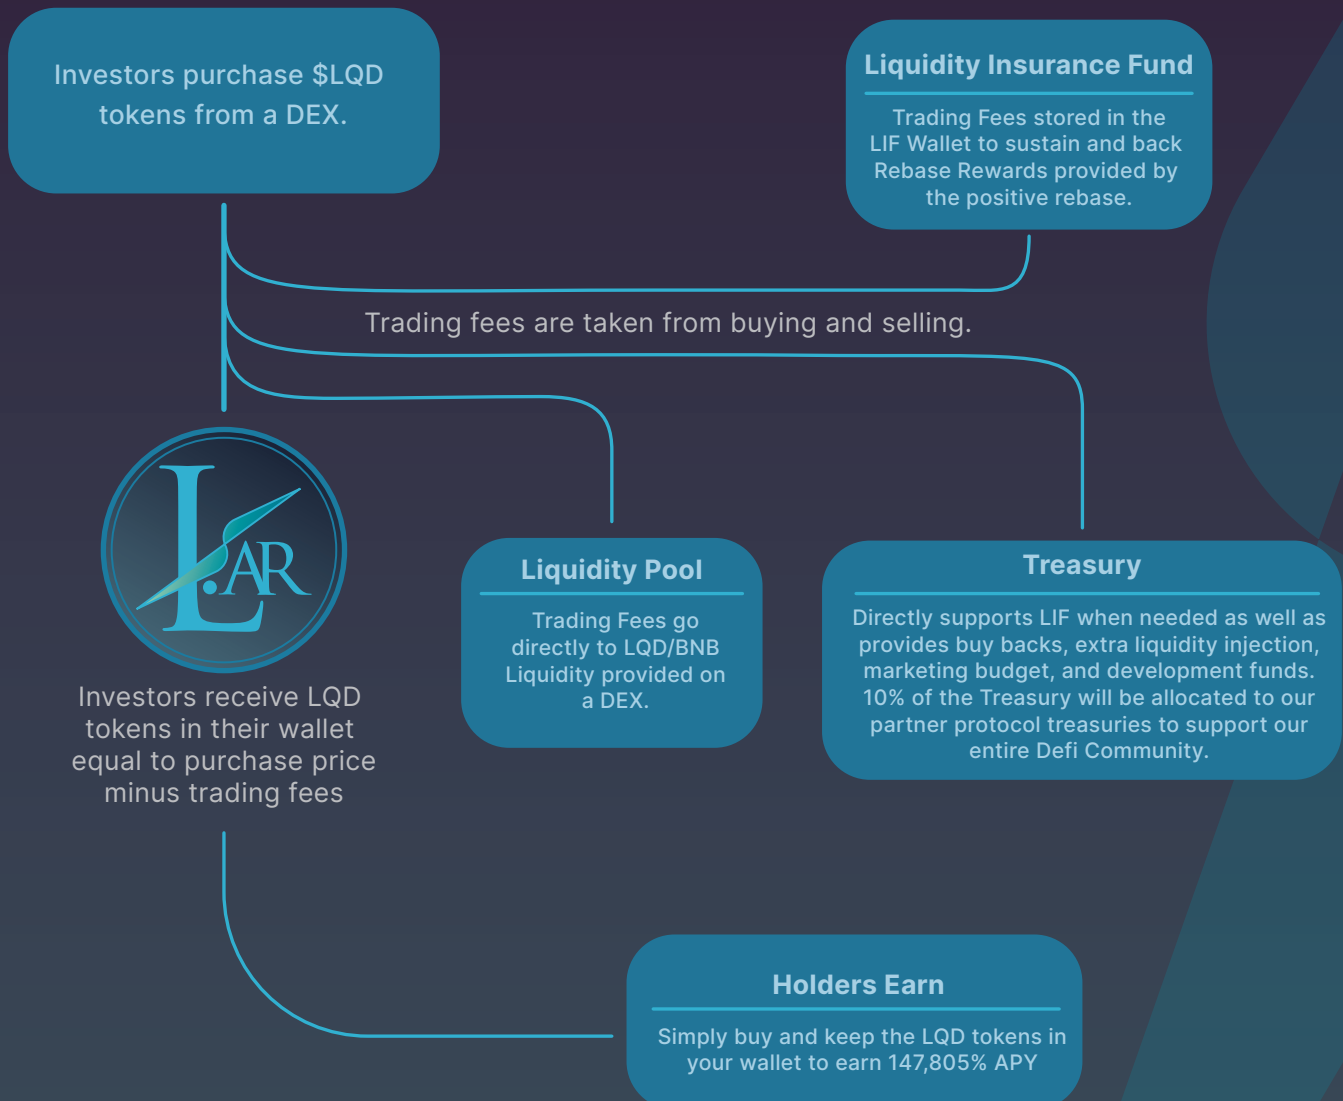 Investors purchase $LQD
tokens from a DEX.
Liquidity Insurance Fund
Trading Fees stored in the
LIF Wallet to sustain and back
Rebase Rewards provided by
the positive rebase.
Trading fees are taken from buying and selling.
L.AR
Investors receive LQD
tokens in their wallet
equal to purchase price
minus trading fees
Liquidity Pool
Trading Fees go
directly to LQD/BNB
Liquidity provided on
a DEX.
Treasury
Directly supports LIF when needed as well as
provides buy backs, extra liquidity injection,
marketing budget, and development funds.
10% of the Treasury will be allocated to our
partner protocol treasuries to support our
entire Defi Community.
Holders Earn
Simply buy and keep the LQD tokens in
your wallet to earn 147,805% APY